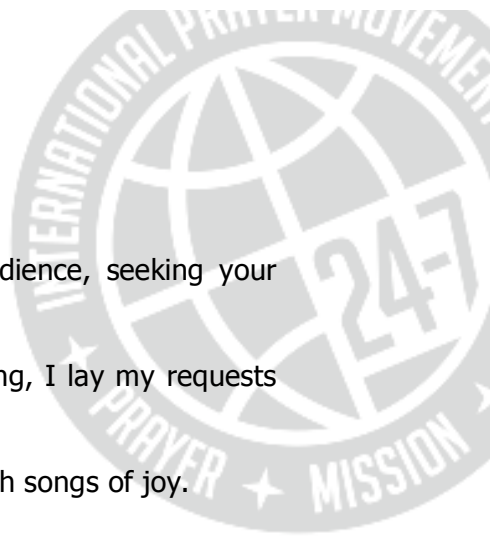 INTERNATIONAL PRAYER MOVEMENT
24-7
dience, seeking your
ng, I lay my requests
h songs of joy.
PRAYER + MISSION